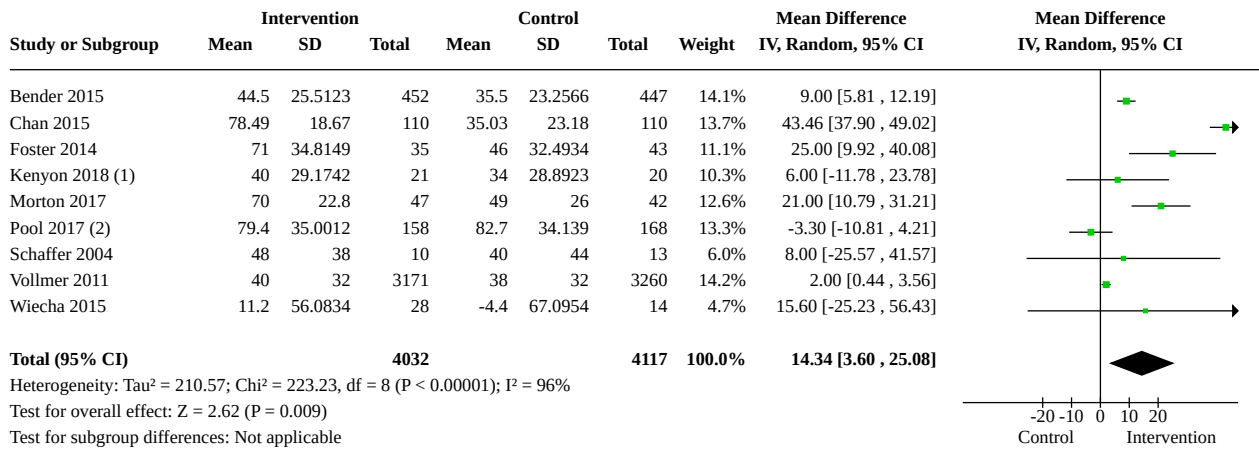 Intervention Control Mean Difference Mean Difference
Study or Subgroup Mean SD Total Mean SD Total Weight IV, Random, 95% CI IV, Random, 95% CI
Bender 2015 44.5 25.5123 452 35.5 23.2566 447 14.1% 9.00 [5.81 , 12.19]
Chan 2015 78.49 18.67 110 35.03 23.18 110 13.7% 43.46 [37.90 , 49.02]
Foster 2014 71 34.8149 35 46 32.4934 43 11.1% 25.00 [9.92 , 40.08]
Kenyon 2018 (1) 40 29.1742 21 34 28.8923 20 10.3% 6.00 [-11.78 , 23.78]
Morton 2017 70 22.8 47 49 26 42 12.6% 21.00 [10.79 , 31.21]
Pool 2017 (2) 79.4 35.0012 158 82.7 34.139 168 13.3% -3.30 [-10.81 , 4.21]
Schaffer 2004 48 38 10 40 44 13 6.0% 8.00 [-25.57 , 41.57]
Vollmer 2011 40 32 3171 38 32 3260 14.2% 2.00 [0.44 , 3.56]
Wiecha 2015 11.2 56.0834 28 -4.4 67.0954 14 4.7% 15.60 [-25.23 , 56.43]
Total (95% CI) 4032 4117 100.0% 14.34 [3.60 , 25.08]
Heterogeneity: Tau² = 210.57; Chi² = 223.23, df = 8 (P < 0.00001); I² = 96%
Test for overall effect: Z = 2.62 (P = 0.009)
-20 -10 0 10 20
Test for subgroup differences: Not applicable
Control Intervention